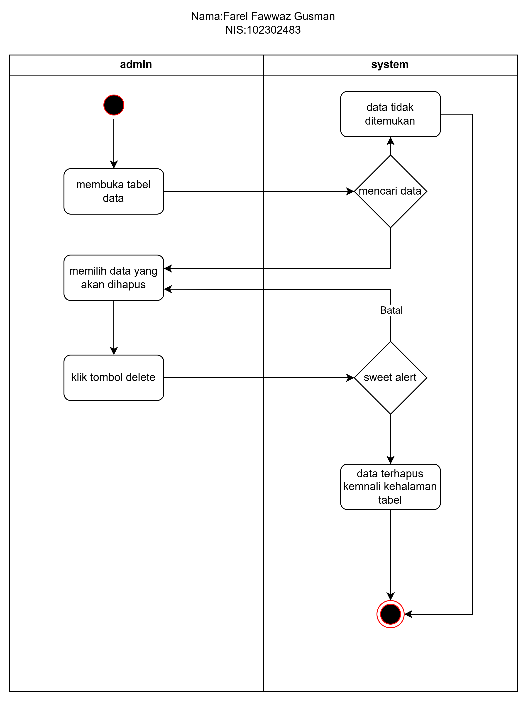 Nama:Farel Fawwaz Gusman
NIS:102302483
admin
system
data tidak
ditemukan
membuka tabel
data
mencari data
memilih data yang
akan dihapus
Batal
klik tombol delete
sweet alert
data terhapus
kemnali kehalaman
tabel